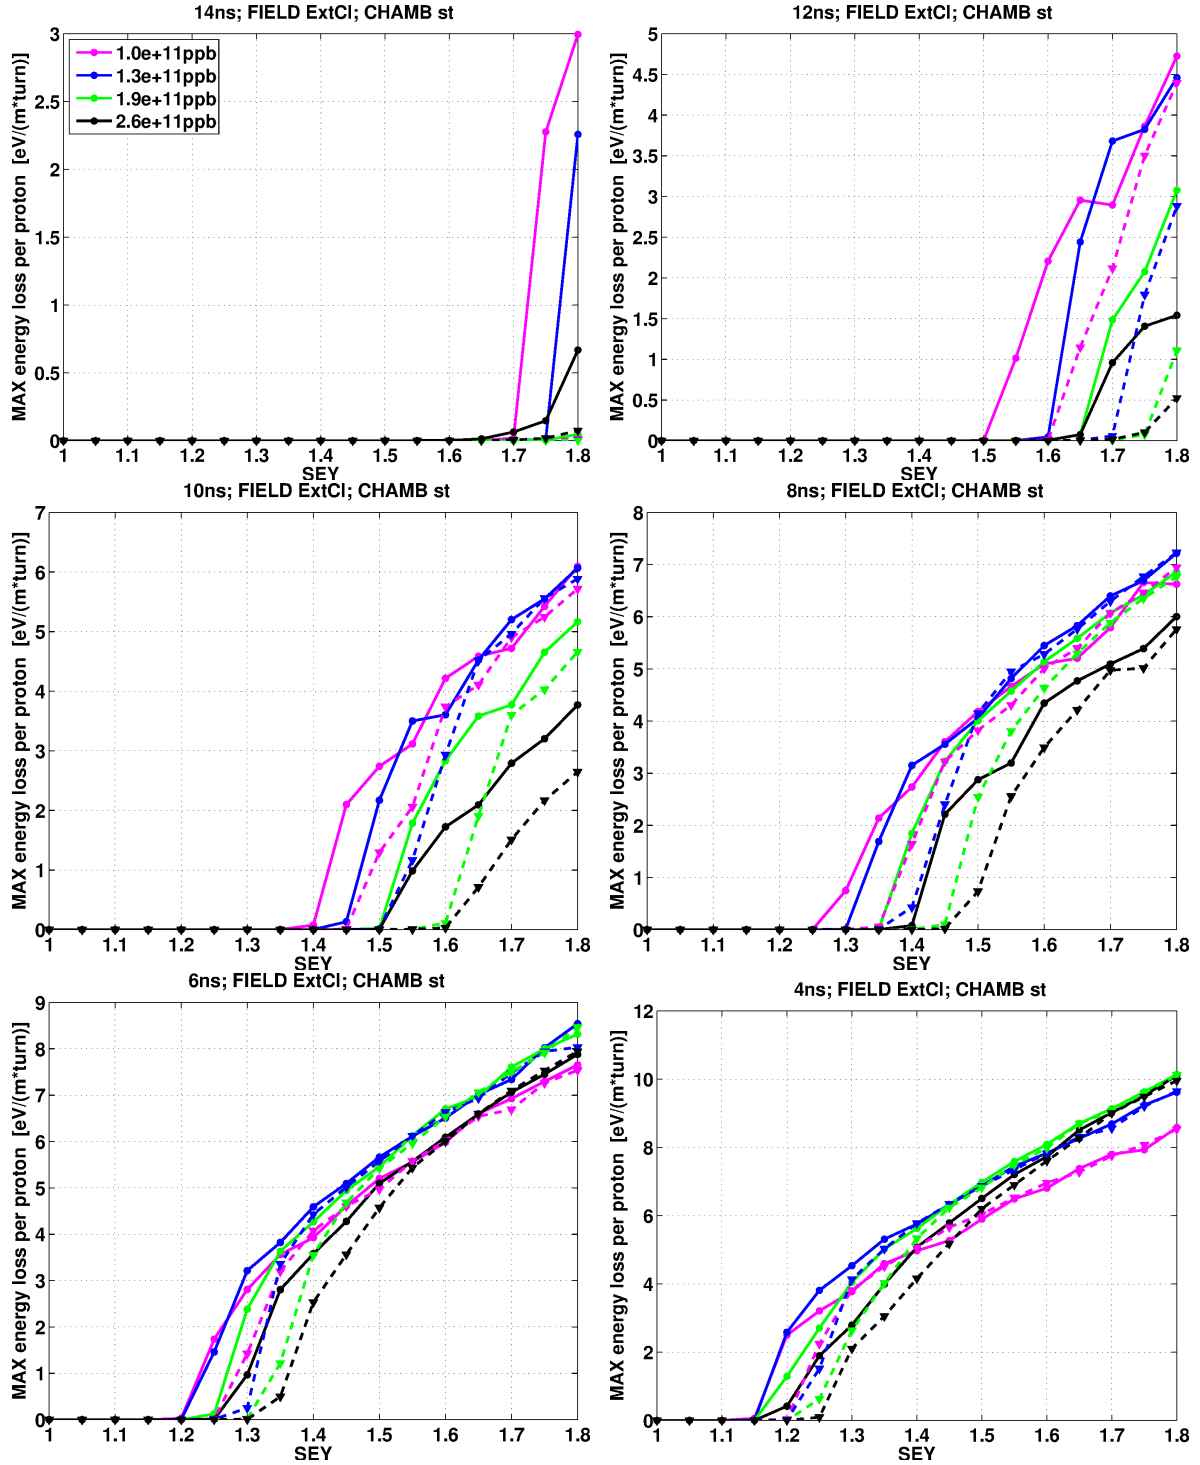 14ns; FIELD ExtCl; CHAMB st
MAX energy loss per proton [eV/(m*turn)]
3
2.5
2
1.5
1
0.5
0
1.0e+11ppb
1.3e+11ppb
1.9e+11ppb
2.6e+11ppb
1 1.1 1.2 1.3 1.4 1.5 1.6 1.7 1.8
SEY
12ns; FIELD ExtCl; CHAMB st
MAX energy loss per proton [eV/(m*turn)]
5
4.5
4
3.5
3
2.5
2
1.5
1
0.5
0
1 1.1 1.2 1.3 1.4 1.5 1.6 1.7 1.8
SEY
10ns; FIELD ExtCl; CHAMB st
MAX energy loss per proton [eV/(m*turn)]
7
6
5
4
3
2
1
0
1 1.1 1.2 1.3 1.4 1.5 1.6 1.7 1.8
SEY
8ns; FIELD ExtCl; CHAMB st
MAX energy loss per proton [eV/(m*turn)]
8
7
6
5
4
3
2
1
0
1 1.1 1.2 1.3 1.4 1.5 1.6 1.7 1.8
SEY
6ns; FIELD ExtCl; CHAMB st
MAX energy loss per proton [eV/(m*turn)]
9
8
7
6
5
4
3
2
1
0
1 1.1 1.2 1.3 1.4 1.5 1.6 1.7 1.8
SEY
4ns; FIELD ExtCl; CHAMB st
MAX energy loss per proton [eV/(m*turn)]
12
10
8
6
4
2
0
1 1.1 1.2 1.3 1.4 1.5 1.6 1.7 1.8
SEY